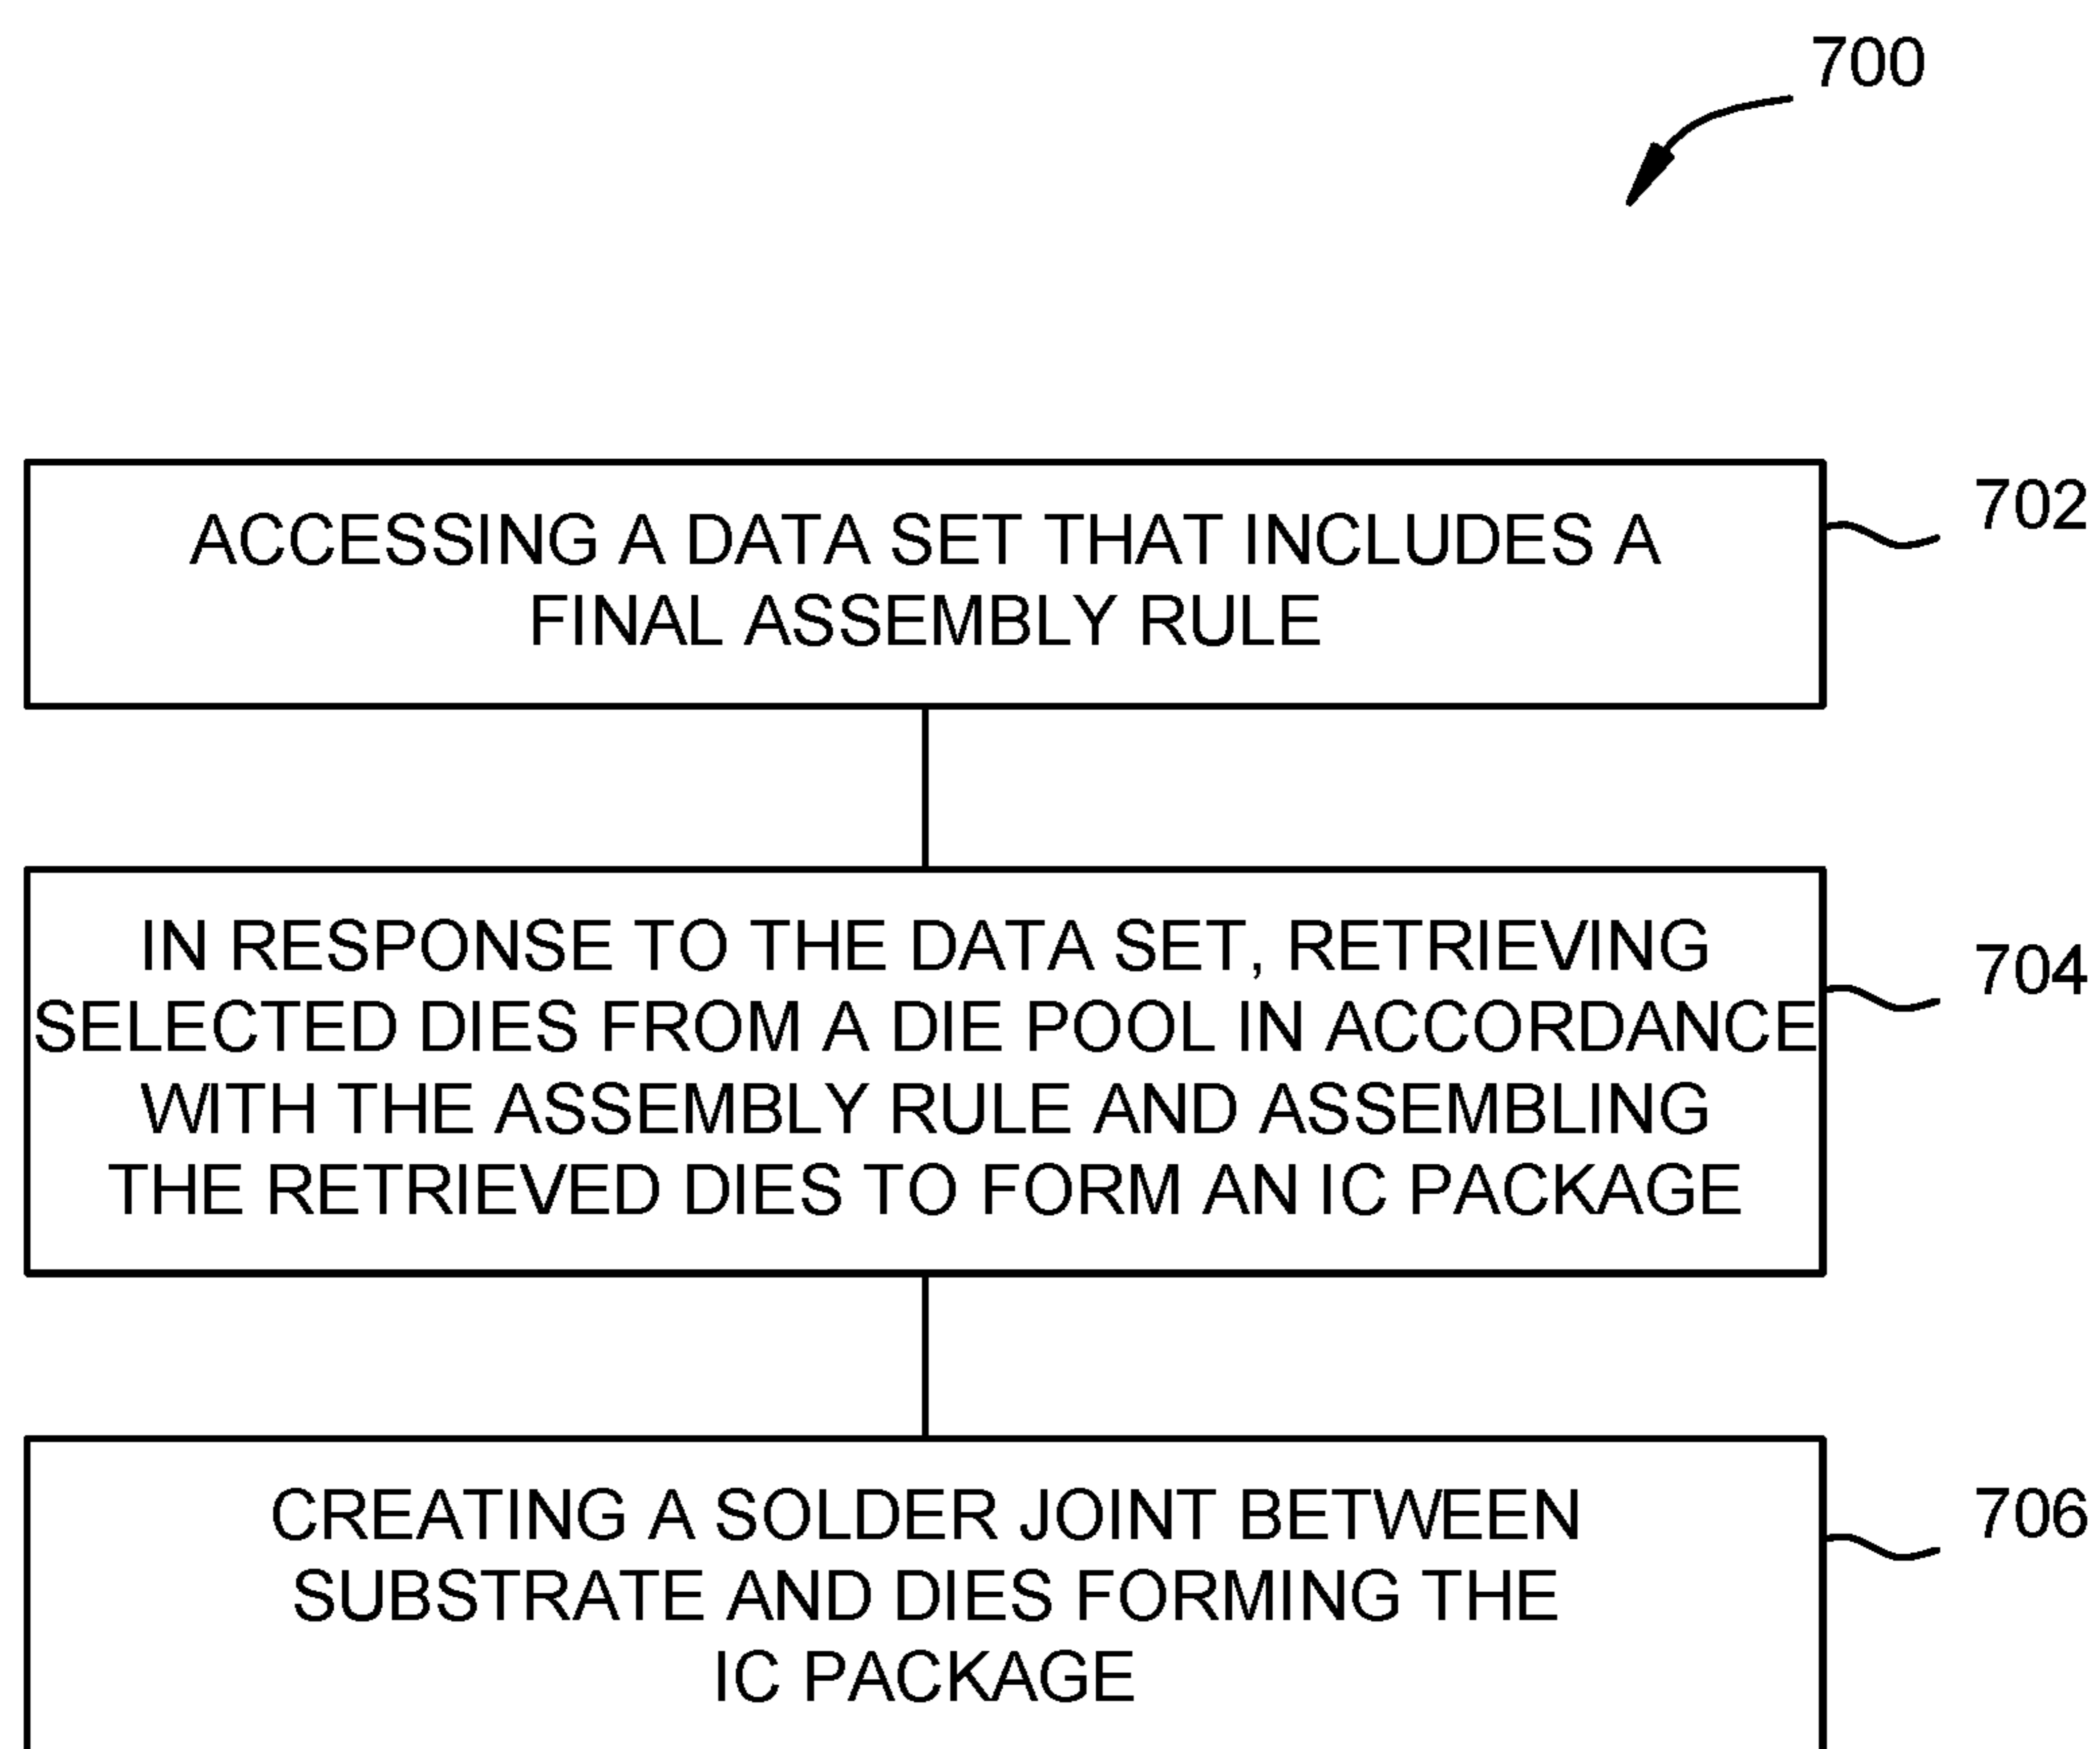 700
ACCESSING A DATA SET THAT INCLUDES A
FINAL ASSEMBLY RULE
702
IN RESPONSE TO THE DATA SET, RETRIEVING
SELECTED DIES FROM A DIE POOL IN ACCORDANCE
WITH THE ASSEMBLY RULE AND ASSEMBLING
THE RETRIEVED DIES TO FORM AN IC PACKAGE
704
CREATING A SOLDER JOINT BETWEEN
SUBSTRATE AND DIES FORMING THE
IC PACKAGE
706